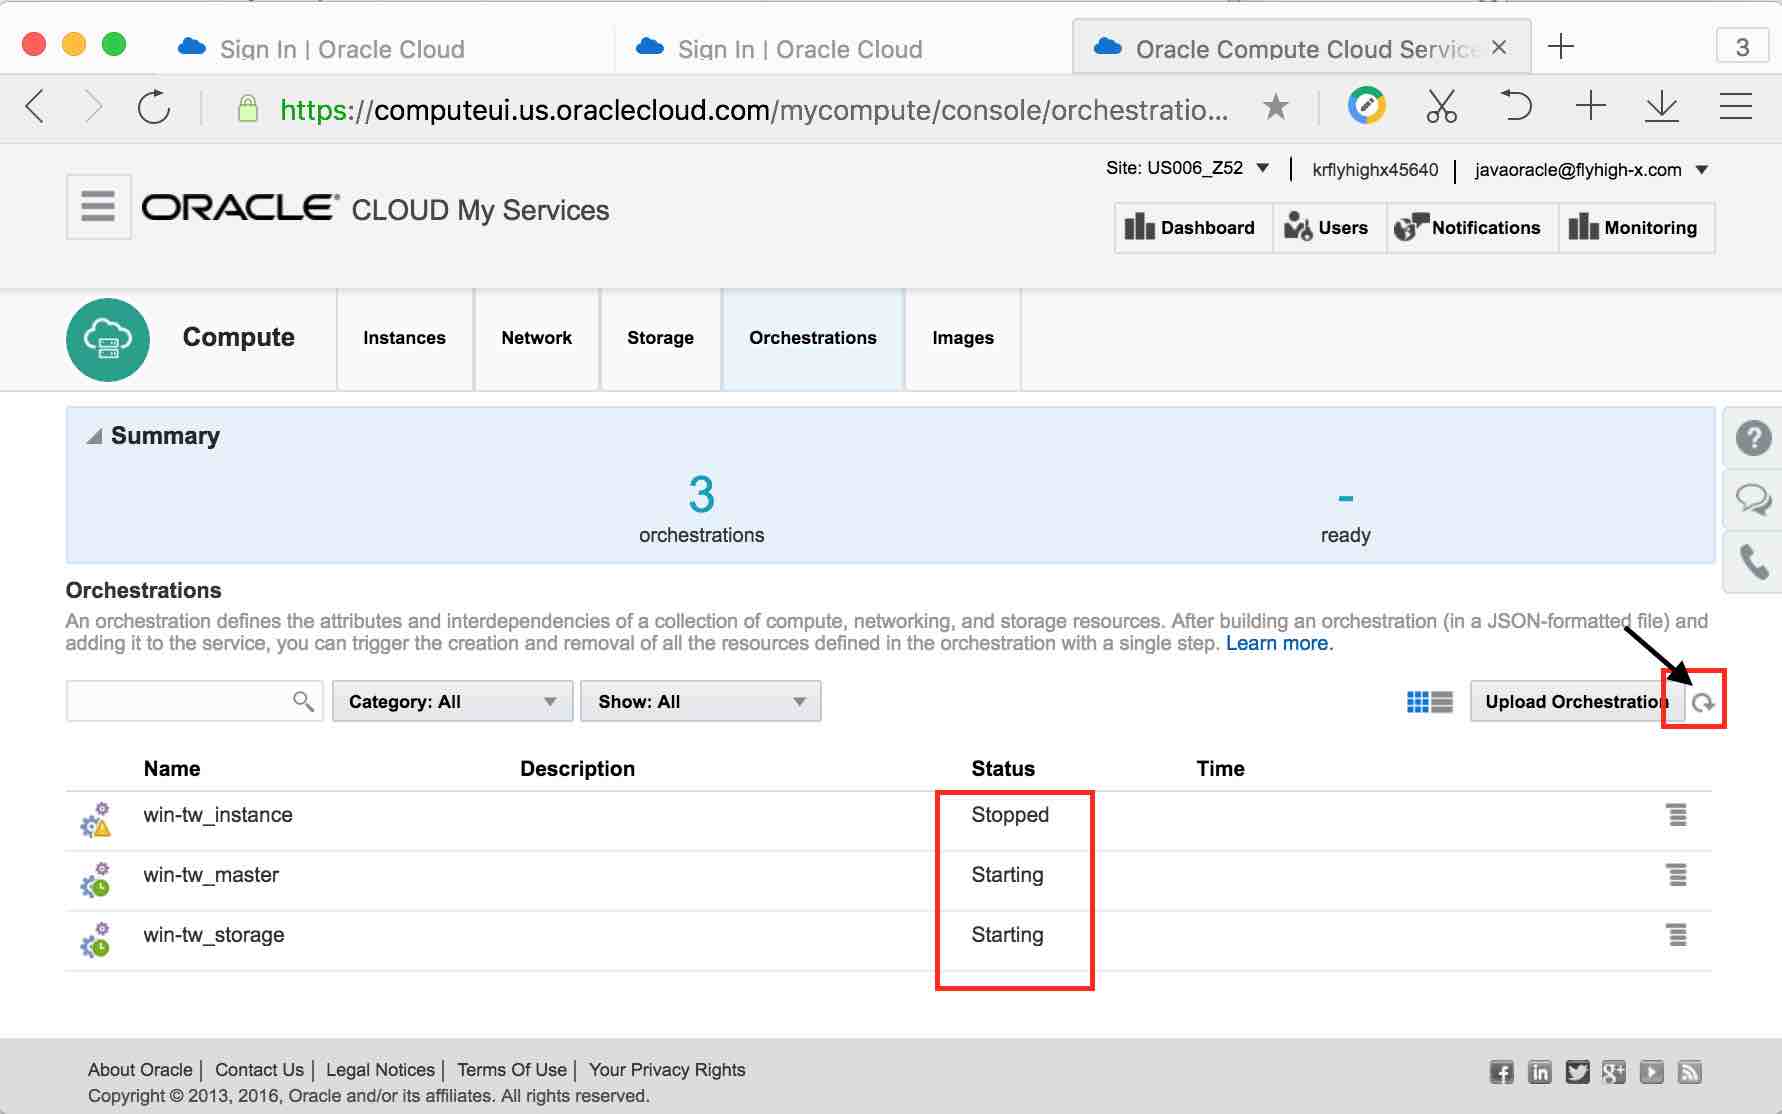 Sign In | Oracle Cloud
Sign In | Oracle Cloud
Oracle Compute Cloud Service
3
https://computeui.us.oraclecloud.com/mycompute/console/orchestratio...
Site: US006_Z52
krflyhighx45640
javaoracle@flyhigh-x.com
ORACLE® CLOUD My Services
Dashboard
Users
Notifications
Monitoring
Compute
Instances
Network
Storage
Orchestrations
Images
Summary
3
orchestrations
-
ready
Orchestrations
An orchestration defines the attributes and interdependencies of a collection of compute, networking, and storage resources. After building an orchestration (in a JSON-formatted file) and
adding it to the service, you can trigger the creation and removal of all the resources defined in the orchestration with a single step. Learn more.
Category: All
Show: All
Upload Orchestration
Name Description Status Time
win-tw_instance Stopped
win-tw_master Starting
win-tw_storage Starting
About Oracle | Contact Us | Legal Notices | Terms Of Use | Your Privacy Rights
Copyright © 2013, 2016, Oracle and/or its affiliates. All rights reserved.